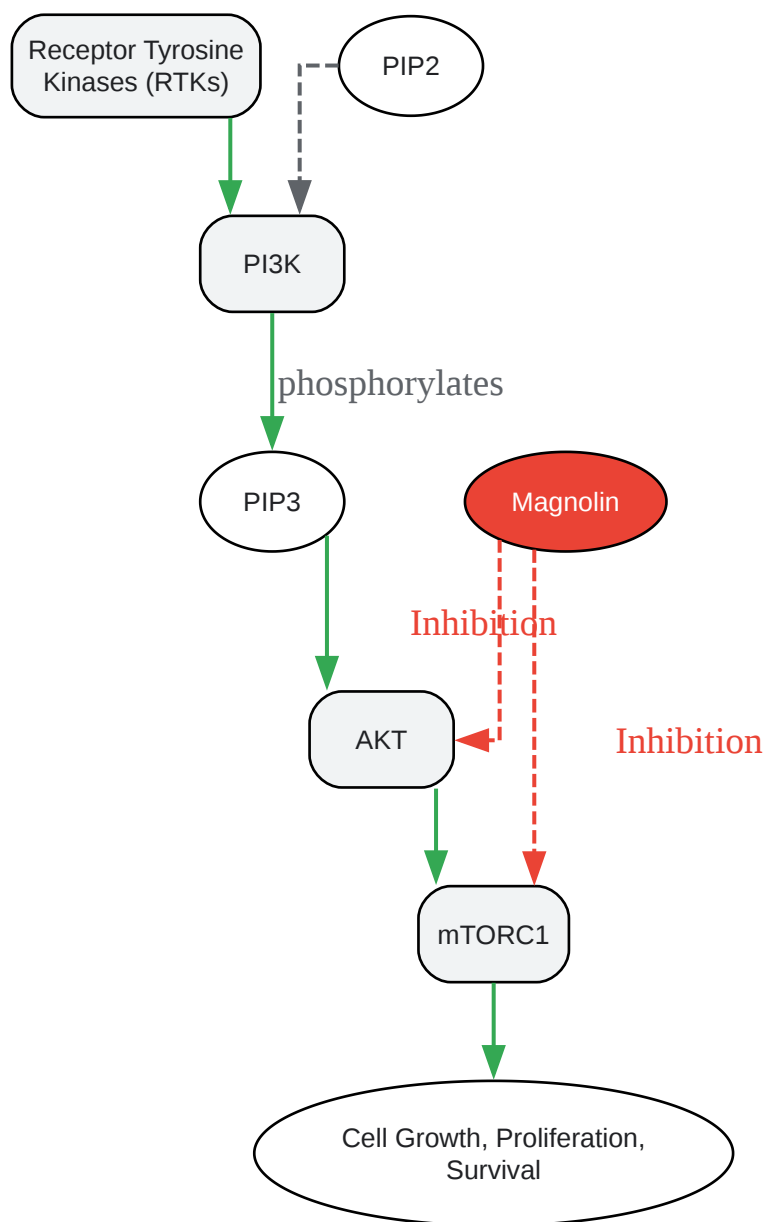 Receptor Tyrosine
Kinases (RTKs)
PIP2
PI3K
phosphorylates
PIP3
Magnolin
Inhibition
AKT
Inhibition
mTORC1
Cell Growth, Proliferation,
Survival